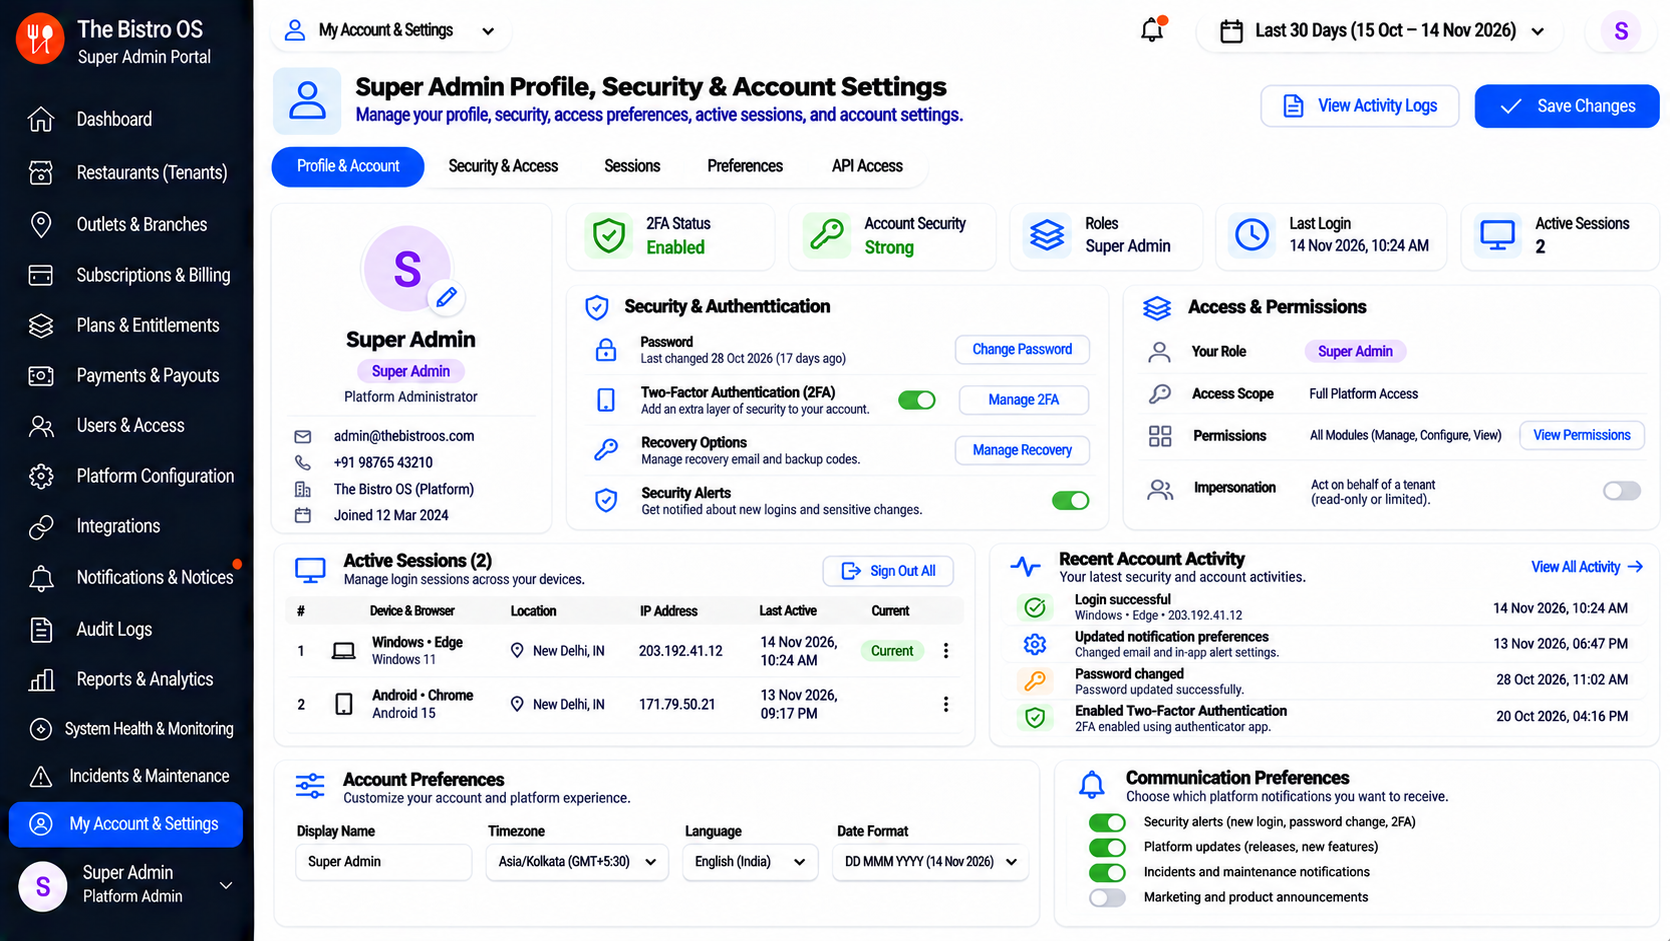 The Bistro OS
Super Admin Portal
Dashboard
Restaurants (Tenants)
Outlets & Branches
Subscriptions & Billing
Plans & Entitlements
Payments & Payouts
Users & Access
Platform Configuration
Integrations
Notifications & Notices
Audit Logs
Reports & Analytics
System Health & Monitoring
Incidents & Maintenance
My Account & Settings
S
Super Admin
Platform Admin
My Account & Settings
Last 30 Days (15 Oct – 14 Nov 2026)
S
Super Admin Profile, Security & Account Settings
Manage your profile, security, access preferences, active sessions, and account settings.
View Activity Logs
Save Changes
Profile & Account
Security & Access
Sessions
Preferences
API Access
S
Super Admin
Super Admin
Platform Administrator
admin@thebistroos.com
+91 98765 43210
The Bistro OS (Platform)
Joined 12 Mar 2024
2FA Status
Enabled
Account Security
Strong
Roles
Super Admin
Last Login
14 Nov 2026, 10:24 AM
Active Sessions
2
Security & Authenttication
Password
Last changed 28 Oct 2026 (17 days ago)
Change Password
Two-Factor Authentication (2FA)
Add an extra layer of security to your account.
Manage 2FA
Recovery Options
Manage recovery email and backup codes.
Manage Recovery
Security Alerts
Get notified about new logins and sensitive changes.
Access & Permissions
Your Role
Super Admin
Access Scope
Full Platform Access
Permissions
All Modules (Manage, Configure, View)
View Permissions
Impersonation
Act on behalf of a tenant
(read-only or limited).
Active Sessions (2)
Manage login sessions across your devices.
Sign Out All
# Device & Browser Location IP Address Last Active Current
1 Windows • Edge
Windows 11
New Delhi, IN
203.192.41.12
14 Nov 2026,
10:24 AM
Current
2 Android • Chrome
Android 15
New Delhi, IN
171.79.50.21
13 Nov 2026,
09:17 PM
Recent Account Activity
Your latest security and account activities.
View All Activity
Login successful
Windows • Edge • 203.192.41.12
14 Nov 2026, 10:24 AM
Updated notification preferences
Changed email and in-app alert settings.
13 Nov 2026, 06:47 PM
Password changed
Password updated successfully.
28 Oct 2026, 11:02 AM
Enabled Two-Factor Authentication
2FA enabled using authenticator app.
20 Oct 2026, 04:16 PM
Account Preferences
Customize your account and platform experience.
Display Name
Super Admin
Timezone
Asia/Kolkata (GMT+5:30)
Language
English (India)
Date Format
DD MMM YYYY (14 Nov 2026)
Communication Preferences
Choose which platform notifications you want to receive.
Security alerts (new login, password change, 2FA)
Platform updates (releases, new features)
Incidents and maintenance notifications
Marketing and product announcements